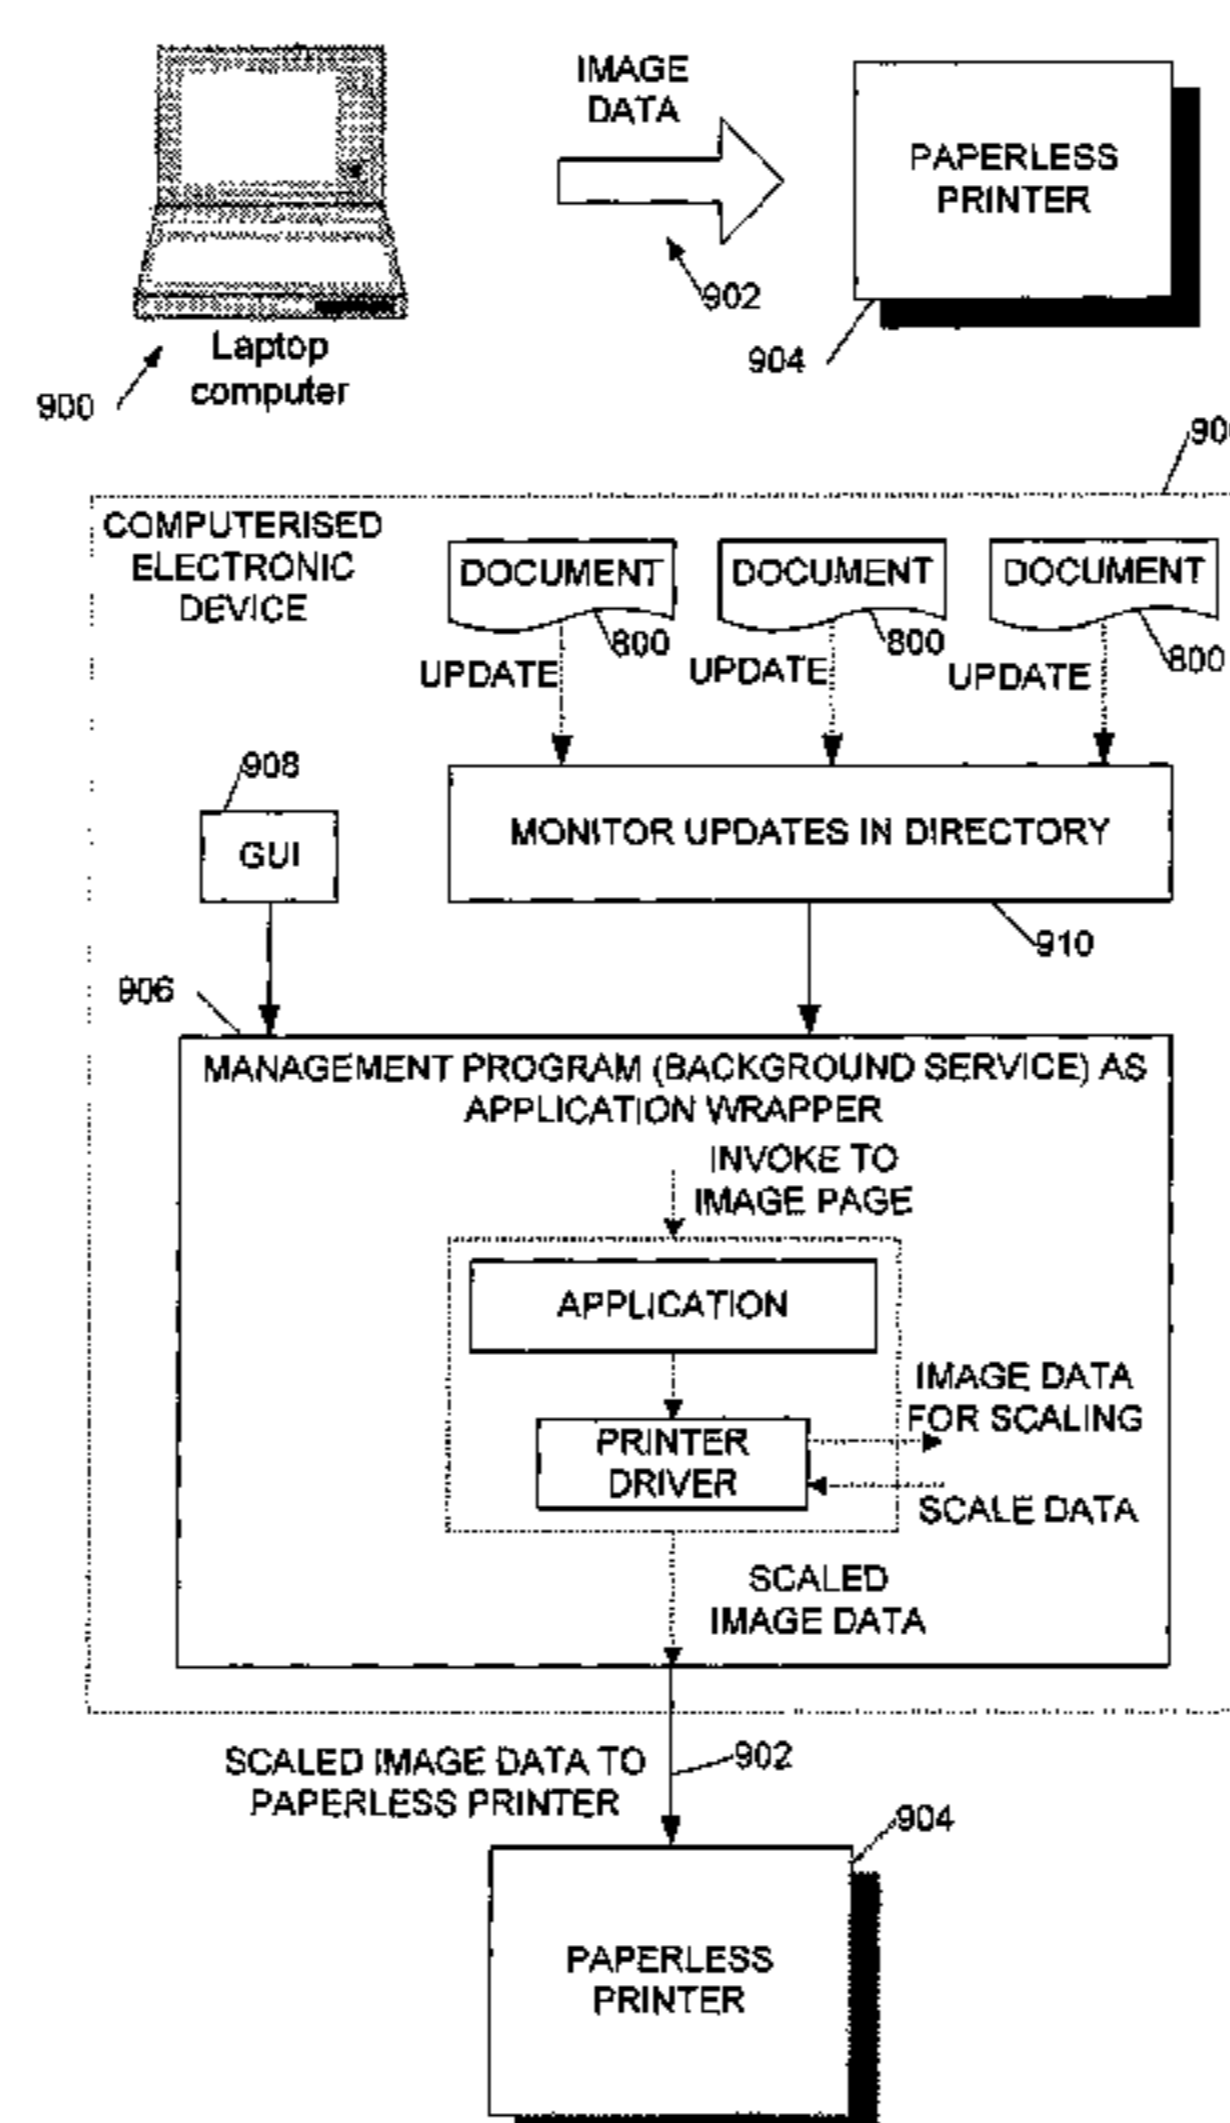 IMAGE
DATA
PAPERLESS
PRINTER
902
904
Laptop
computer
900
COMPUTERISED
ELECTRONIC
DEVICE
DOCUMENT
DOCUMENT
DOCUMENT
800
800
800
UPDATE
UPDATE
UPDATE
908
GUI
MONITOR UPDATES IN DIRECTORY
910
906
MANAGEMENT PROGRAM (BACKGROUND SERVICE) AS
APPLICATION WRAPPER
INVOKE TO
IMAGE PAGE
APPLICATION
IMAGE DATA
FOR SCALING
PRINTER
DRIVER
SCALE DATA
SCALED
IMAGE DATA
SCALED IMAGE DATA TO
PAPERLESS PRINTER
902
904
PAPERLESS
PRINTER